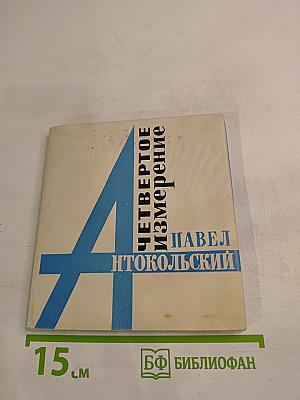 ЧЕТВЕРТОЕ
измерение
ПАВЕЛ
АНТОКОЛЬСКИЙ
15 см
БФ БИБЛИОФАН